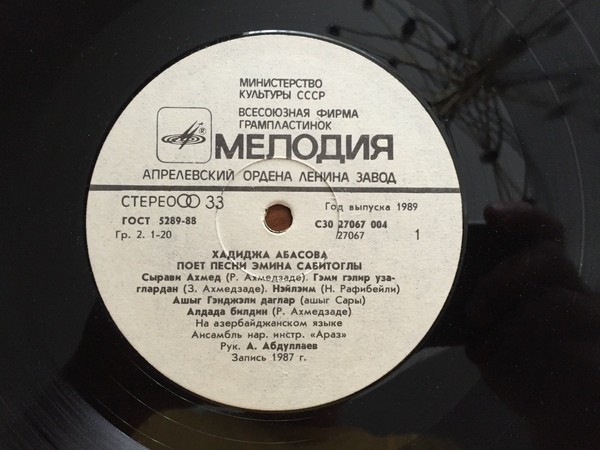 МИНИСТЕРСТВО
КУЛЬТУРЫ СССР
ВСЕСОЮЗНАЯ ФИРМА
ГРАМПЛАСТИНОК
® МЕЛОДИЯ
АПРЕЛЕВСКИЙ ОРДЕНА ЛЕНИНА ЗАВОД
СТЕРЕО 33
Год выпуска 1989
ГОСТ 5289-88
С30 27067 004
Гр. 2. 1-20
/27067
1
ХАДИДЖА АБАСОВА
ПОЕТ ПЕСНИ ЭМИНА САБИТОГЛЫ
Сырави Ахмед (Р. Ахмедзаде). Гэми гэлир уза-
глардан (З. Ахмедзаде). Нэйлэим (Н. Рафибейли)
Ашыг Гэнджэли даглар (ашыг Сары)
Алдада билдин (Р. Ахмедзаде)
На азербайджанском языке
Ансамбль нар. инстр. «Араз»
Рук. А. Абдуллаев
Запись 1987 г.